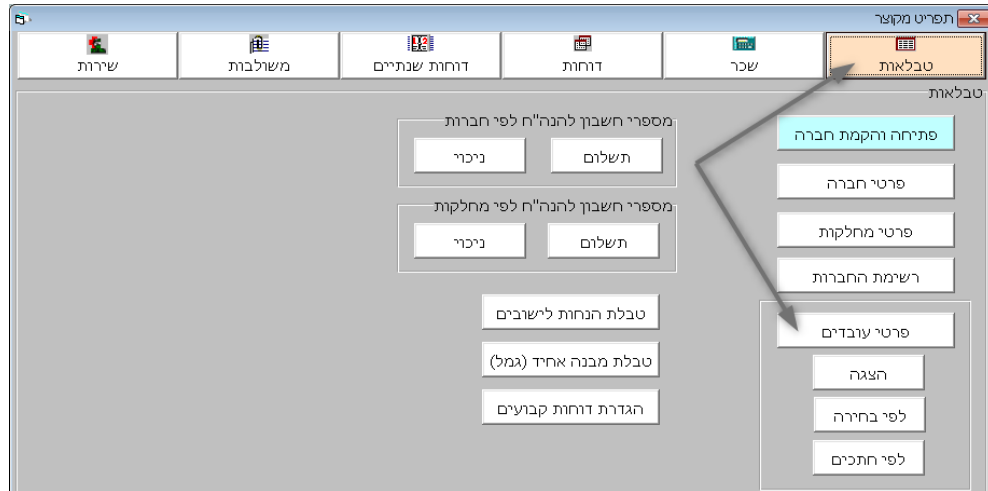 תפריט מקוצר
טבלאות
שכר
דוחות
דוחות שנתיים
משולבות
שירות
טבלאות
פתיחה והקמת חברה
פרטי חברה
פרטי מחלקות
רשימת החברות
פרטי עובדים
הצגה
לפי בחירה
לפי חתכים
מספרי חשבון להנה"ח לפי חברות
תשלום
ניכוי
מספרי חשבון להנה"ח לפי מחלקות
תשלום
ניכוי
טבלת הנחות לישובים
טבלת מבנה אחיד (גמל)
הגדרת דוחות קבועים